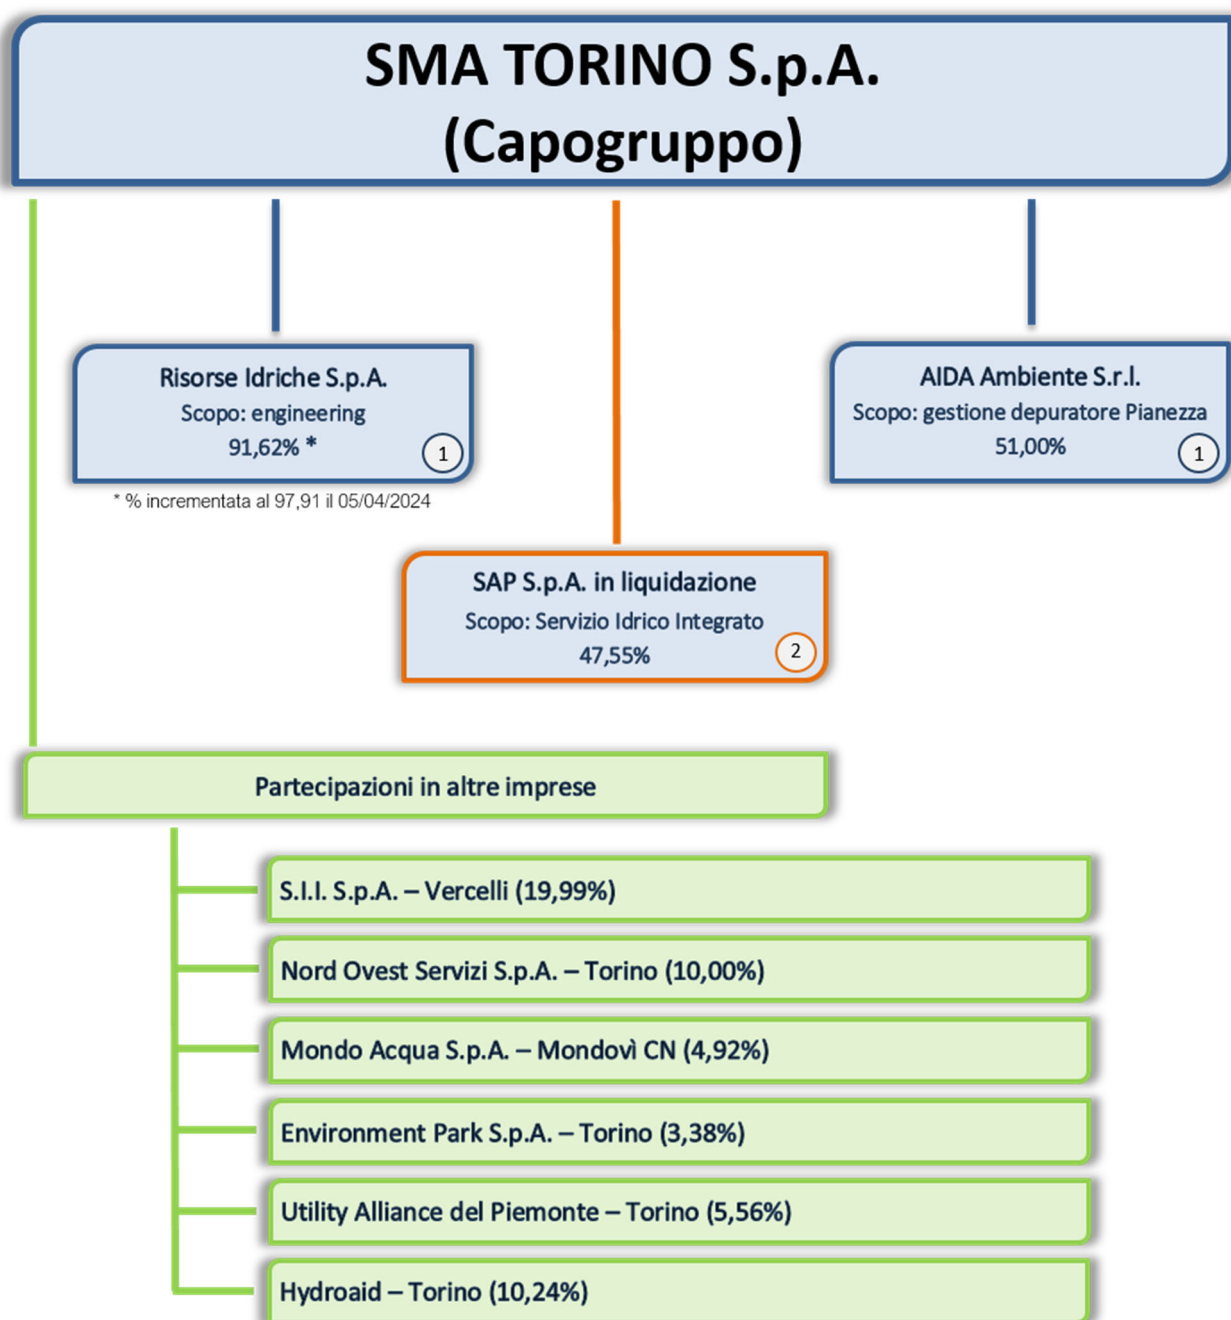 SMA TORINO S.p.A.
(Capogruppo)
Risorse Idriche S.p.A.
Scopo: engineering
91,62% *
1
* % incrementata al 97,91 il 05/04/2024
AIDA Ambiente S.r.l.
Scopo: gestione depuratore Pianezza
51,00%
1
SAP S.p.A. in liquidazione
Scopo: Servizio Idrico Integrato
47,55%
2
Partecipazioni in altre imprese
S.I.I. S.p.A. – Vercelli (19,99%)
Nord Ovest Servizi S.p.A. – Torino (10,00%)
Mondo Acqua S.p.A. – Mondovì CN (4,92%)
Environment Park S.p.A. – Torino (3,38%)
Utility Alliance del Piemonte – Torino (5,56%)
Hydroaid – Torino (10,24%)